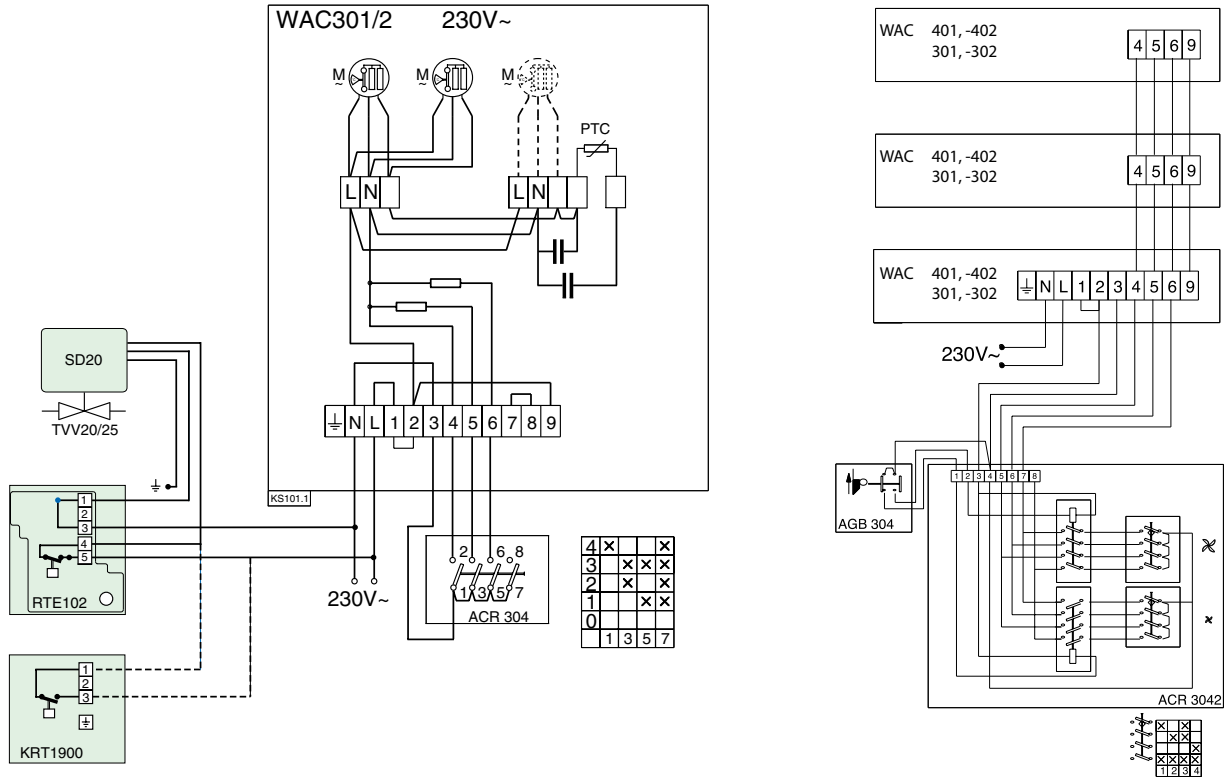 WAC301/2 230V~
M
~
M
~
M
~
PTC
L N
L N
⏚ N L 1 2 3 4 5 6 7 8 9
KS101.1
SD20
TVV20/25
⏚
1
2
3
4
5
RTE102
1
2
3
⏚
KRT1900
230V~
2 6 8
1 3 5 7
ACR 304
4 x x
3 x x x
2 x x
1 x x
0
1 3 5 7
WAC 401, -402
301, -302
4 5 6 9
WAC 401, -402
301, -302
4 5 6 9
WAC 401, -402
301, -302
⏚ N L 1 2 3 4 5 6 9
230V~
AGB 304
1 2 3 4 5 6 7 8
ACR 3042
x x
x x
x
x x x x
1 2 3 4